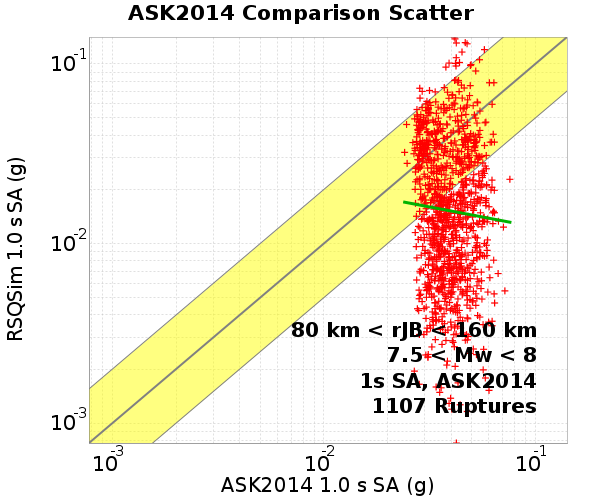 ASK2014 Comparison Scatter
RSQSim 1.0 s SA (g)
10-1
10-2
10-3
80 km < rJB < 160 km
7.5 < Mw < 8
1s SA, ASK2014
1107 Ruptures
10-3 10-2 10-1
ASK2014 1.0 s SA (g)